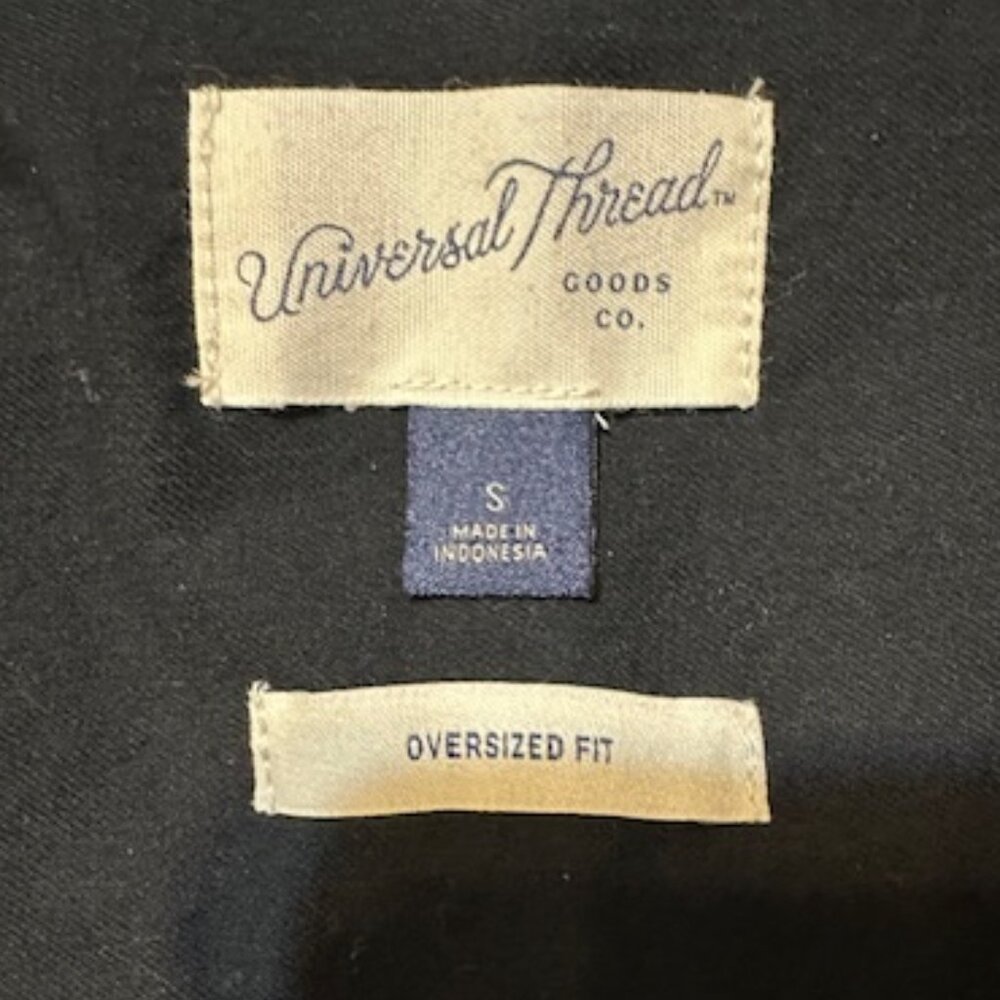 Universal Thread™
GOODS
CO.
S
MADE IN
INDONESIA
OVERSIZED FIT